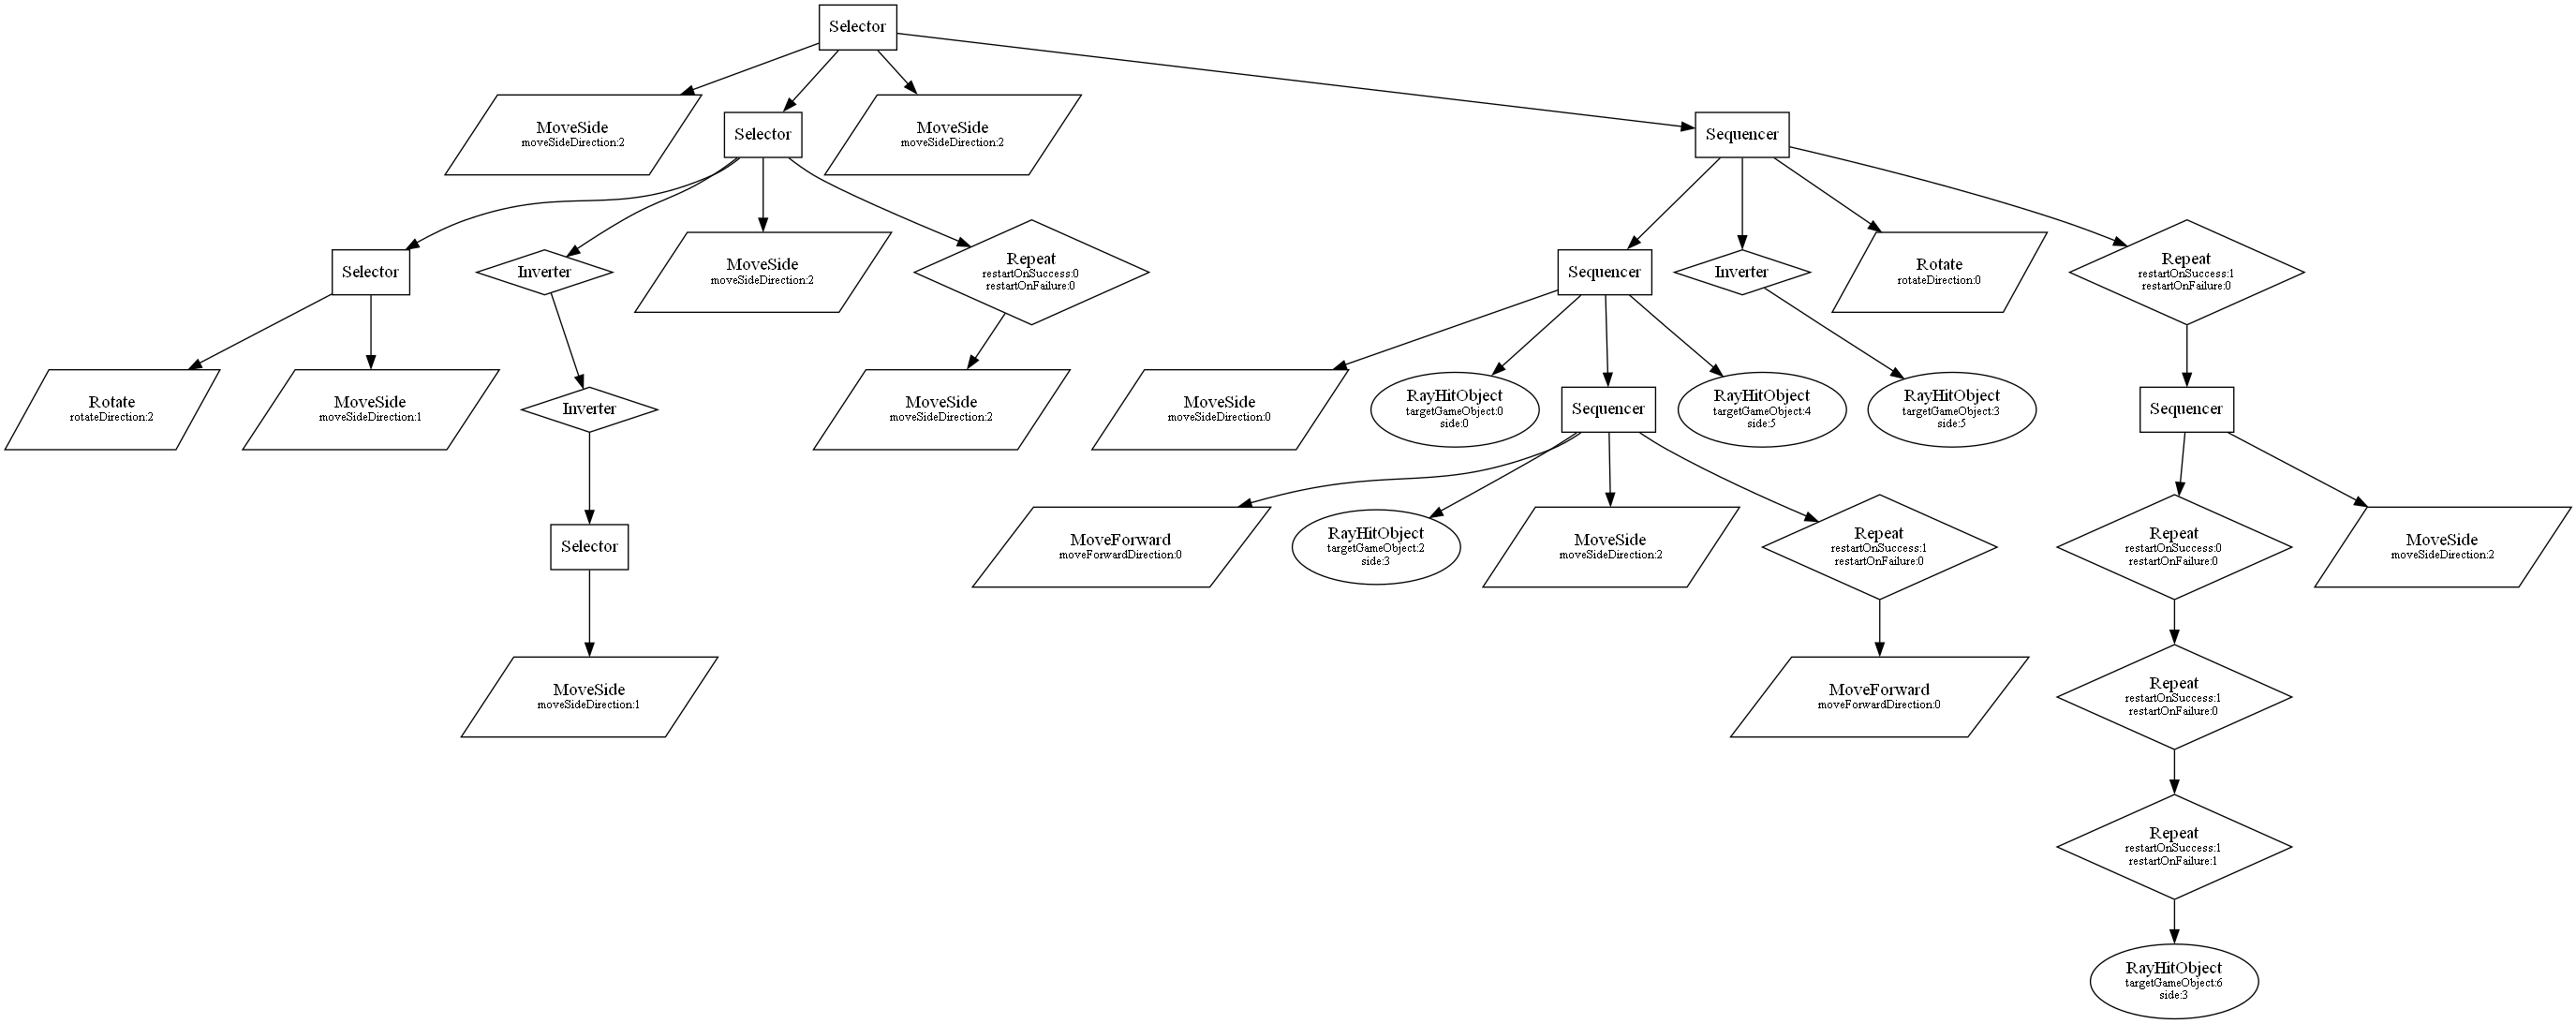 Selector
MoveSide
moveSideDirection:2
Selector
MoveSide
moveSideDirection:2
Sequencer
Selector
Inverter
MoveSide
moveSideDirection:2
Repeat
restartOnSuccess:0
restartOnFailure:0
Sequencer
Inverter
Rotate
rotateDirection:0
Repeat
restartOnSuccess:1
restartOnFailure:0
Rotate
rotateDirection:2
MoveSide
moveSideDirection:1
Inverter
MoveSide
moveSideDirection:2
MoveSide
moveSideDirection:0
RayHitObject
targetGameObject:0
side:0
Sequencer
RayHitObject
targetGameObject:4
side:5
RayHitObject
targetGameObject:3
side:5
Sequencer
Selector
MoveForward
moveForwardDirection:0
RayHitObject
targetGameObject:2
side:3
MoveSide
moveSideDirection:2
Repeat
restartOnSuccess:1
restartOnFailure:0
Repeat
restartOnSuccess:0
restartOnFailure:0
MoveSide
moveSideDirection:2
MoveSide
moveSideDirection:1
MoveForward
moveForwardDirection:0
Repeat
restartOnSuccess:1
restartOnFailure:0
Repeat
restartOnSuccess:1
restartOnFailure:1
RayHitObject
targetGameObject:6
side:3